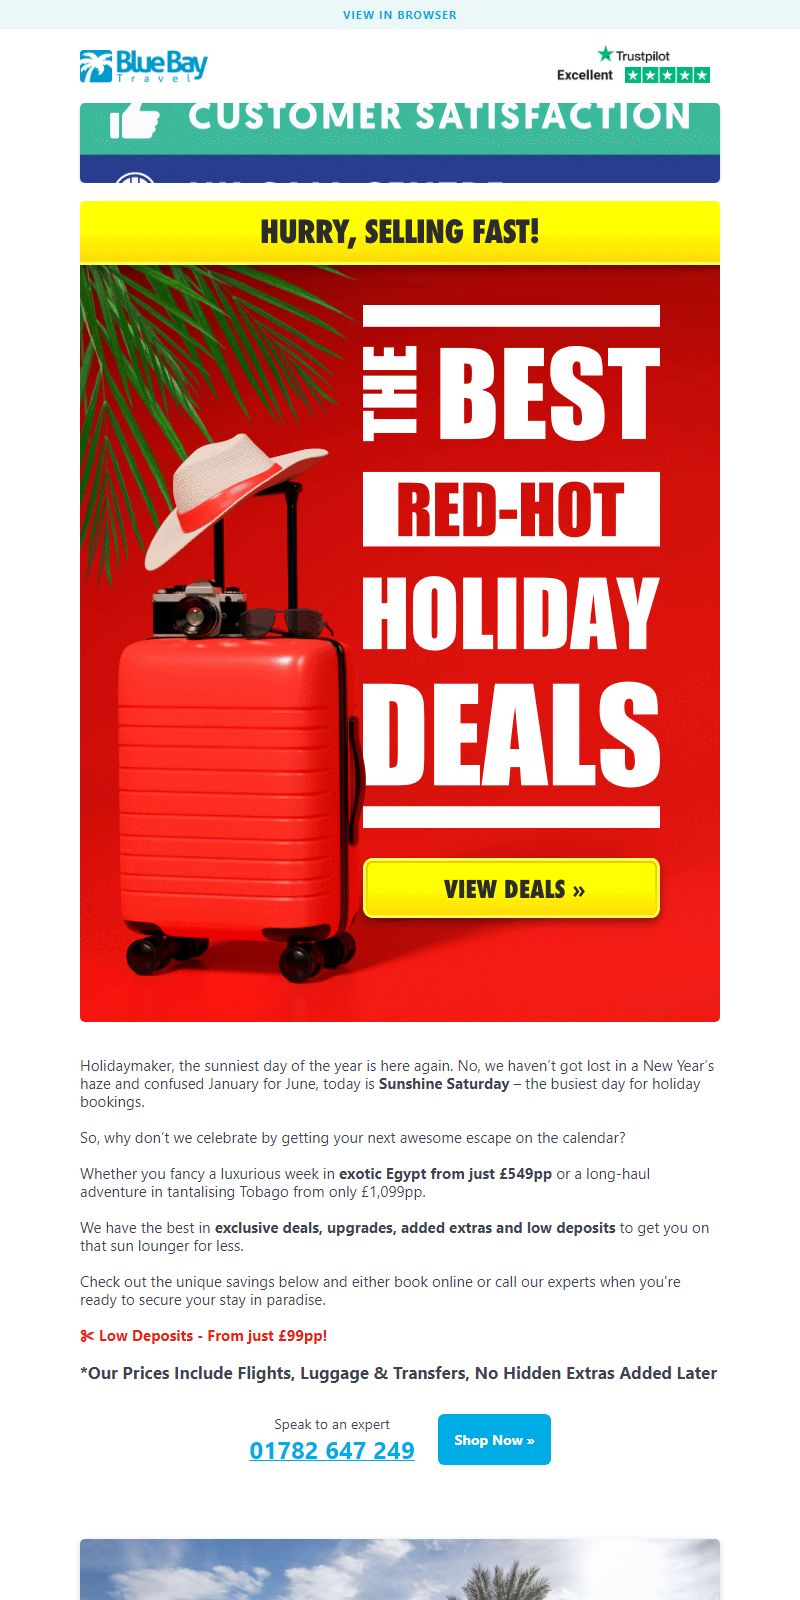 VIEW IN BROWSER
Blue Bay
Travel
Trustpilot
Excellent
CUSTOMER SATISFACTION
HURRY, SELLING FAST!
THE BEST
RED-HOT
HOLIDAY
DEALS
VIEW DEALS »
Holidaymaker, the sunniest day of the year is here again. No, we haven’t got lost in a New Year’s
haze and confused January for June, today is Sunshine Saturday – the busiest day for holiday
bookings.
So, why don’t we celebrate by getting your next awesome escape on the calendar?
Whether you fancy a luxurious week in exotic Egypt from just £549pp or a long-haul
adventure in tantalising Tobago from only £1,099pp.
We have the best in exclusive deals, upgrades, added extras and low deposits to get you on
that sun lounger for less.
Check out the unique savings below and either book online or call our experts when you’re
ready to secure your stay in paradise.
✂ Low Deposits - From just £99pp!
*Our Prices Include Flights, Luggage & Transfers, No Hidden Extras Added Later
Speak to an expert
01782 647 249
Shop Now »